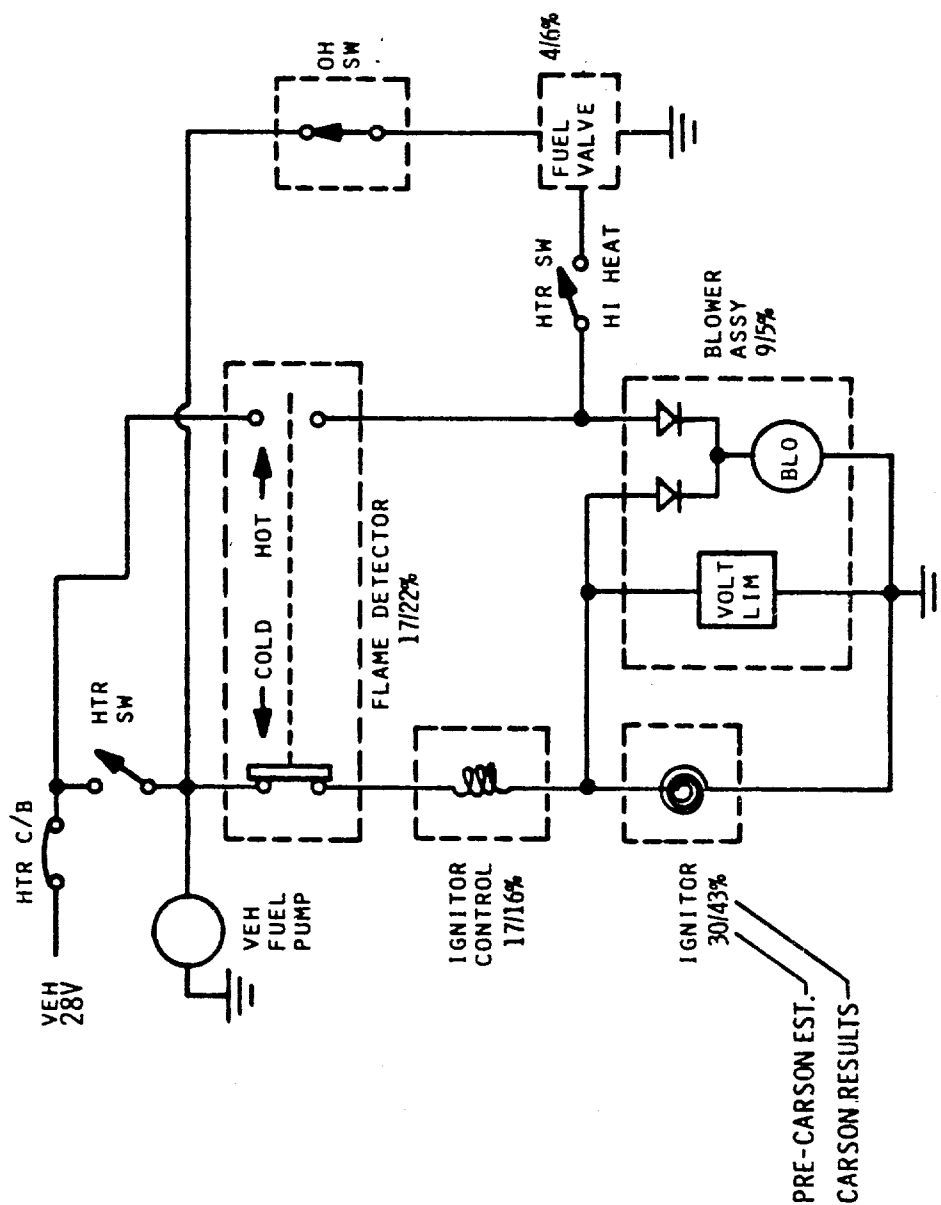 VEH
28V
HTR C/B
HTR
SW
OH
SW
VEH
FUEL
PUMP
COLD
HOT
FLAME DETECTOR
17/22%
HTR SW
HI HEAT
FUEL
VALVE
4/6%
IGNITOR
CONTROL
17/16%
BLOWER
ASSY
9/5%
VOLT
LIM
BLO
IGNITOR
30/43%
PRE-CARSON EST.
CARSON RESULTS